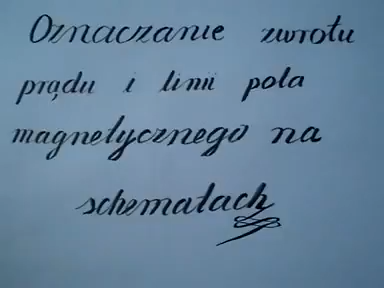 Oznaczanie zwrotu
prądu i linii pola
magnetycznego na
schematach